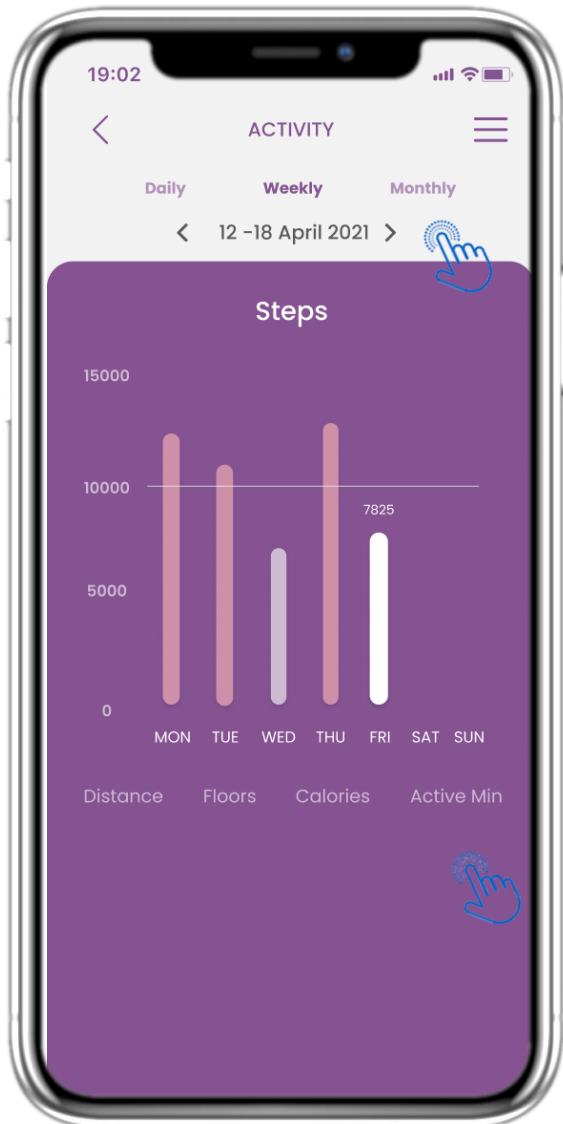 19:02
ACTIVITY
Daily Weekly Monthly
12 -18 April 2021
Steps
15000
10000
7825
5000
0
MON TUE WED THU FRI SAT SUN
Distance Floors Calories Active Min